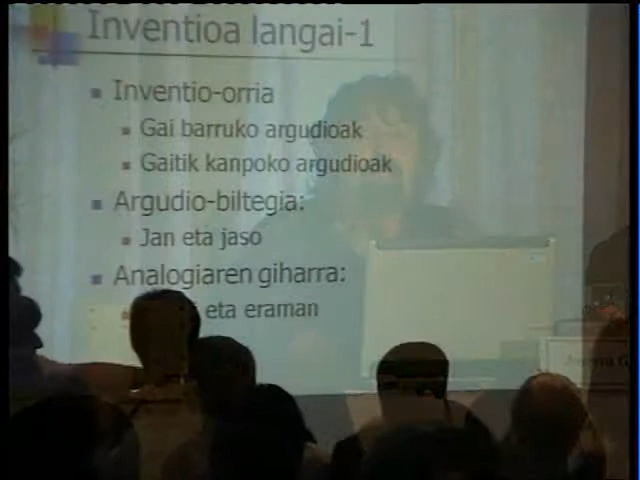 Inventioa langai-1
Inventio-orria
Gai barruko argudioak
Gaitik kanpoko argudioak
Argudio-biltegia:
Jan eta jaso
Analogiaren giharra:
eta eraman